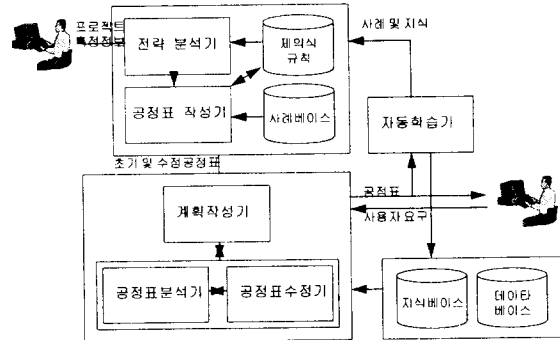 프로젝트
특정정보
전략 분석기
제약식
규칙
사례 및 지식
공정표 작성기
사례베이스
자동학습기
초기 및 수정공정표
계획작성기
공정표
사용자요구
공정표분석기
공정표수정기
지식베이스
데이타
베이스